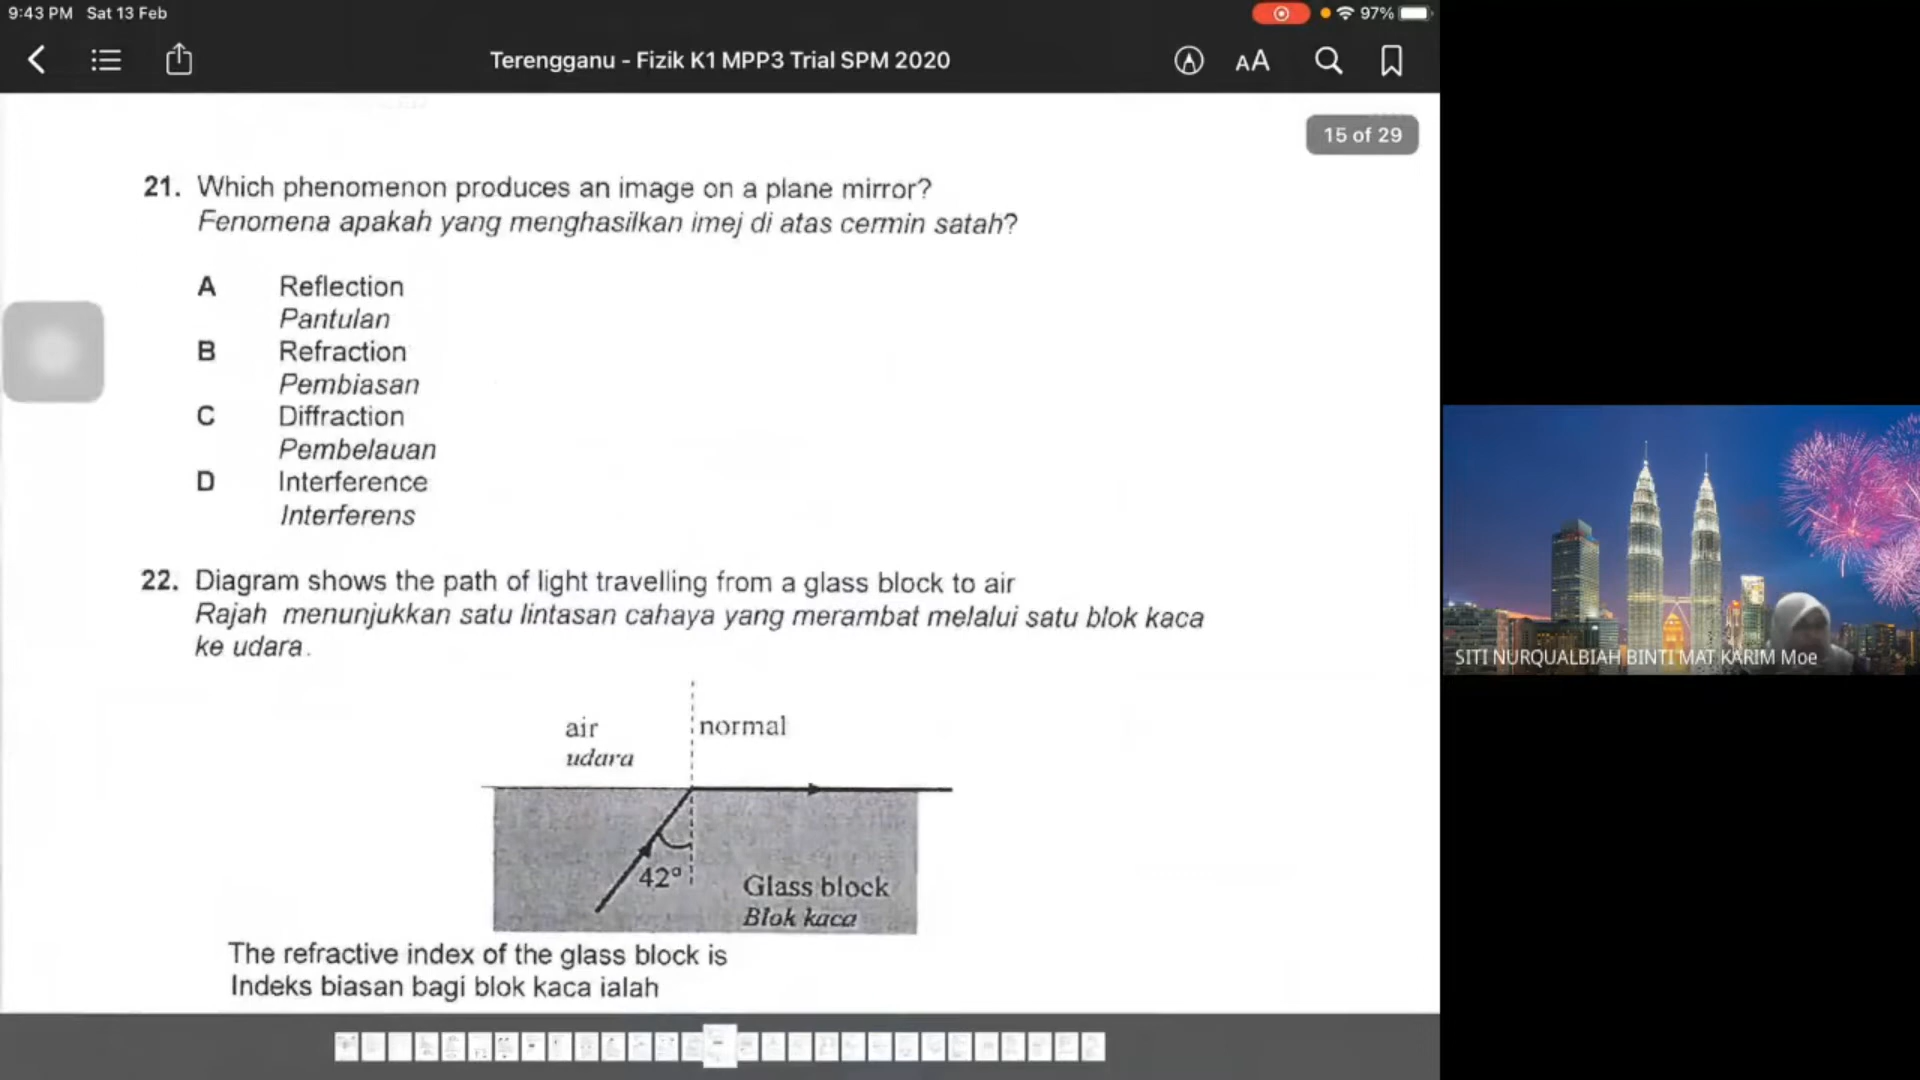 9:43 PM Sat 13 Feb
97%
Terengganu - Fizik K1 MPP3 Trial SPM 2020
AA
15 of 29
21. Which phenomenon produces an image on a plane mirror?
Fenomena apakah yang menghasilkan imej di atas cermin satah?
A Reflection
Pantulan
B Refraction
Pembiasan
C Diffraction
Pembelauan
D Interference
Interferens
22. Diagram shows the path of light travelling from a glass block to air
Rajah menunjukkan satu lintasan cahaya yang merambat melalui satu blok kaca
ke udara.
air
udara
normal
42°
Glass block
Blok kaca
The refractive index of the glass block is
Indeks biasan bagi blok kaca ialah
SITI NURQUALBIAH BINTI MAT KARIM Moe